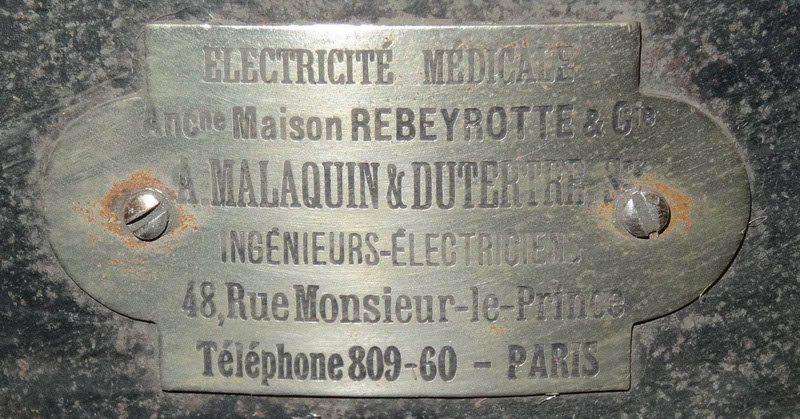 ÉLECTRICITÉ MÉDICALE
Ancne Maison REBEYROTTE & Cie
A. MALAQUIN & DUTERTRE
INGÉNIEURS-ÉLECTRICIENS
48, Rue Monsieur-le-Prince
Téléphone 809-60 - PARIS